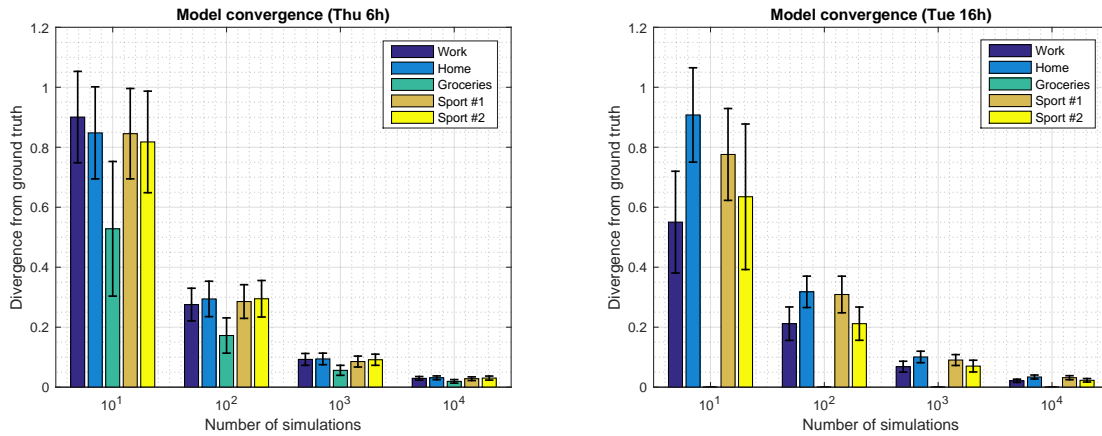 Model convergence (Thu 6h)
1.2
1
0.8
0.6
0.4
0.2
0
Divergence from ground truth
10^1
10^2
10^3
10^4
Number of simulations
Work
Home
Groceries
Sport #1
Sport #2
Model convergence (Tue 16h)
1.2
1
0.8
0.6
0.4
0.2
0
Divergence from ground truth
10^1
10^2
10^3
10^4
Number of simulations
Work
Home
Groceries
Sport #1
Sport #2